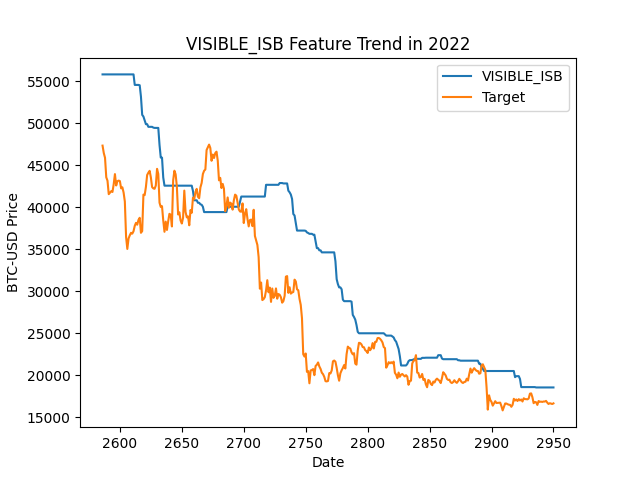 VISIBLE_ISB Feature Trend in 2022
VISIBLE_ISB
Target
BTC-USD Price
55000
50000
45000
40000
35000
30000
25000
20000
15000
2600 2650 2700 2750 2800 2850 2900 2950
Date